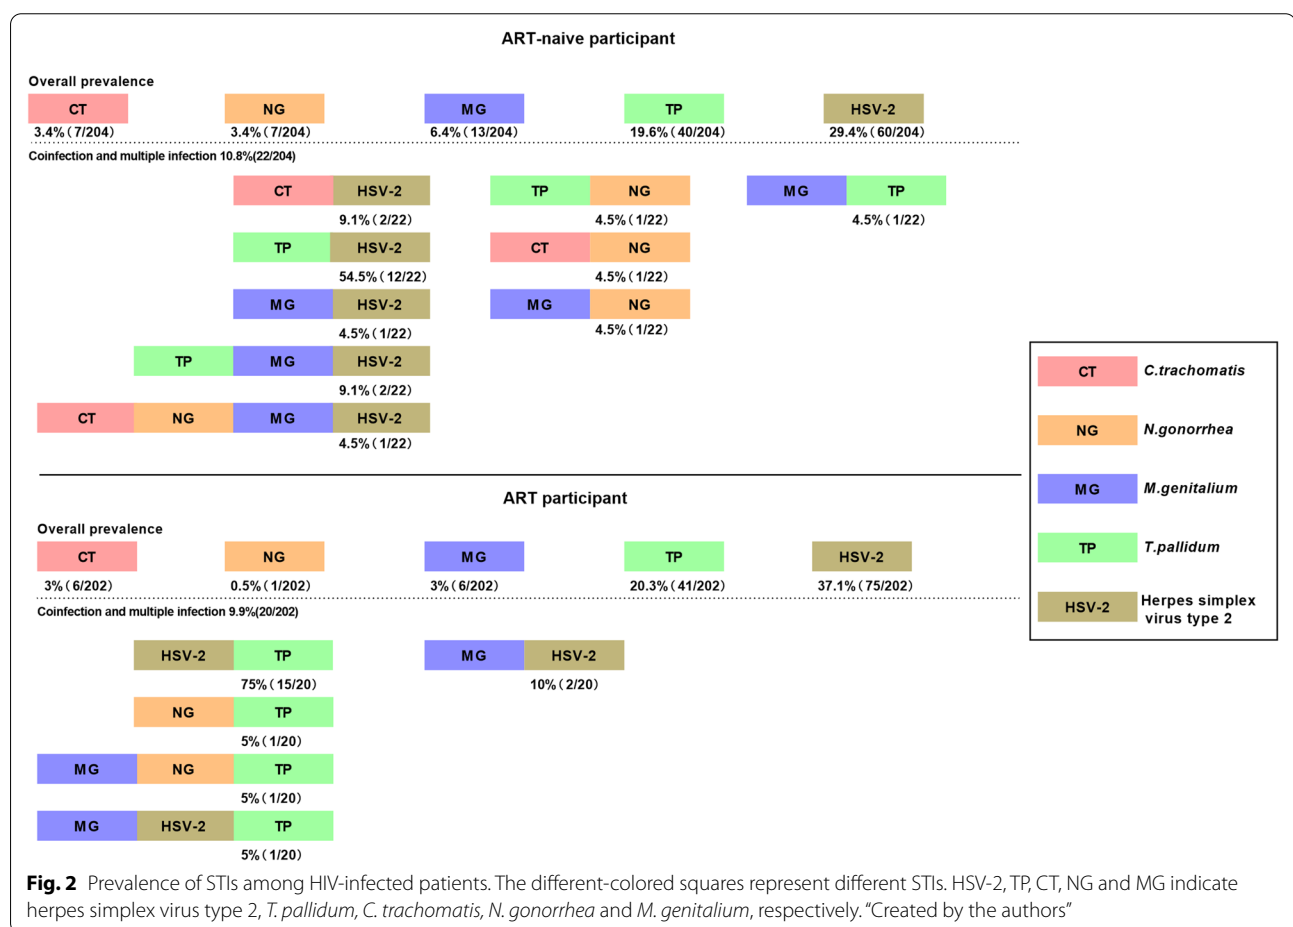 ART-naive participant
Overall prevalence
CT NG MG TP HSV-2
3.4%(7/204) 3.4%(7/204) 6.4%(13/204) 19.6%(40/204) 29.4%(60/204)
Coinfection and multiple infection 10.8%(22/204)
CT HSV-2 TP NG MG TP
9.1%(2/22) 4.5%(1/22) 4.5%(1/22)
TP HSV-2 CT NG
54.5%(12/22) 4.5%(1/22)
MG HSV-2 MG NG
4.5%(1/22) 4.5%(1/22)
TP MG HSV-2
9.1%(2/22)
CT NG MG HSV-2
4.5%(1/22)
CT C.trachomatis
NG N.gonorrhea
MG M.genitalium
TP T.pallidum
HSV-2 Herpes simplex
virus type 2
ART participant
Overall prevalence
CT NG MG TP HSV-2
3%(6/202) 0.5%(1/202) 3%(6/202) 20.3%(41/202) 37.1%(75/202)
Coinfection and multiple infection 9.9%(20/202)
HSV-2 TP MG HSV-2
75%(15/20) 10%(2/20)
NG TP
5%(1/20)
MG NG TP
5%(1/20)
MG HSV-2 TP
5%(1/20)
Fig. 2 Prevalence of STIs among HIV-infected patients. The different-colored squares represent different STIs. HSV-2, TP, CT, NG and MG indicate
herpes simplex virus type 2, T. pallidum, C. trachomatis, N. gonorrhea and M. genitalium, respectively. “Created by the authors”